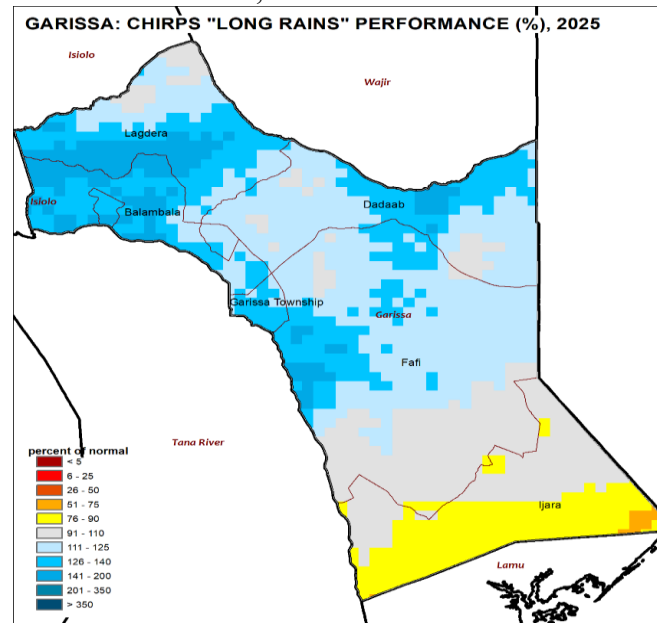 GARISSA: CHIRPS "LONG RAINS" PERFORMANCE (%), 2025
Isiolo
Wajir
Lagdera
Isiolo
Balambala
Dadaab
Garissa Township
Garissa
Fafi
Tana River
Ijara
Lamu
percent of normal
< 5
6 - 25
26 - 50
51 - 75
76 - 90
91 - 110
111 - 125
126 - 140
141 - 200
201 - 350
> 350